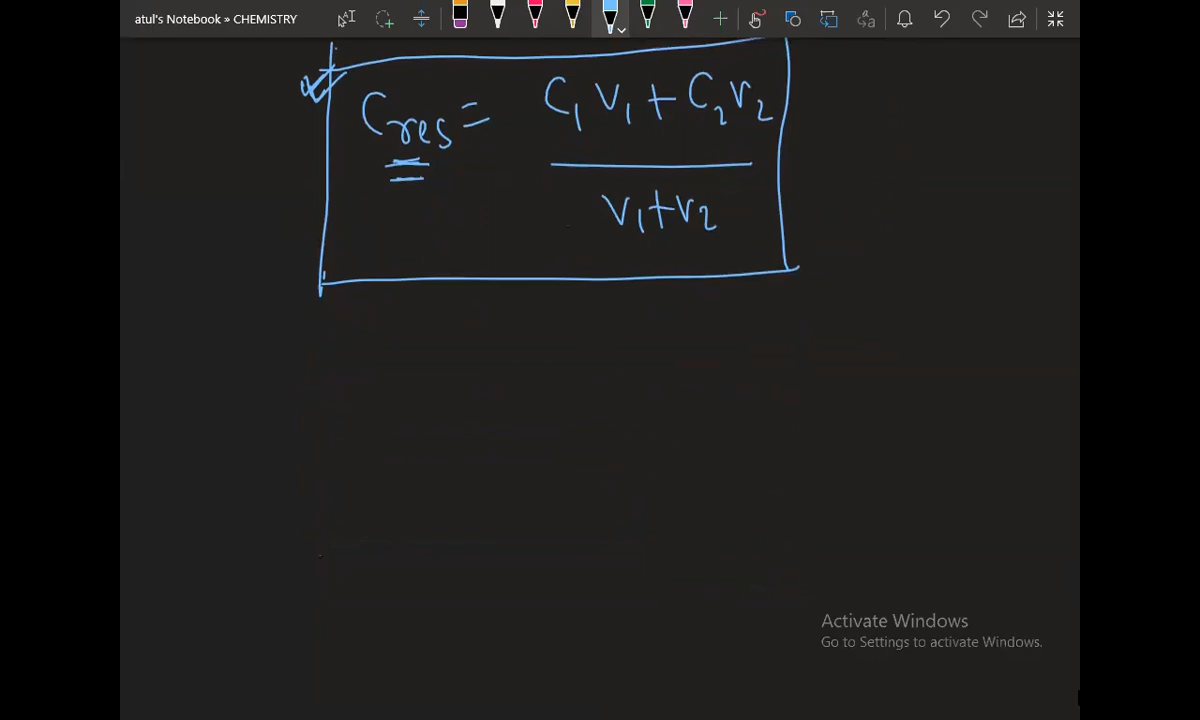 atul's Notebook » CHEMISTRY
C₁V₁ + C₂V₂
Cres =
V₁+V₂
Activate Windows
Go to Settings to activate Windows.